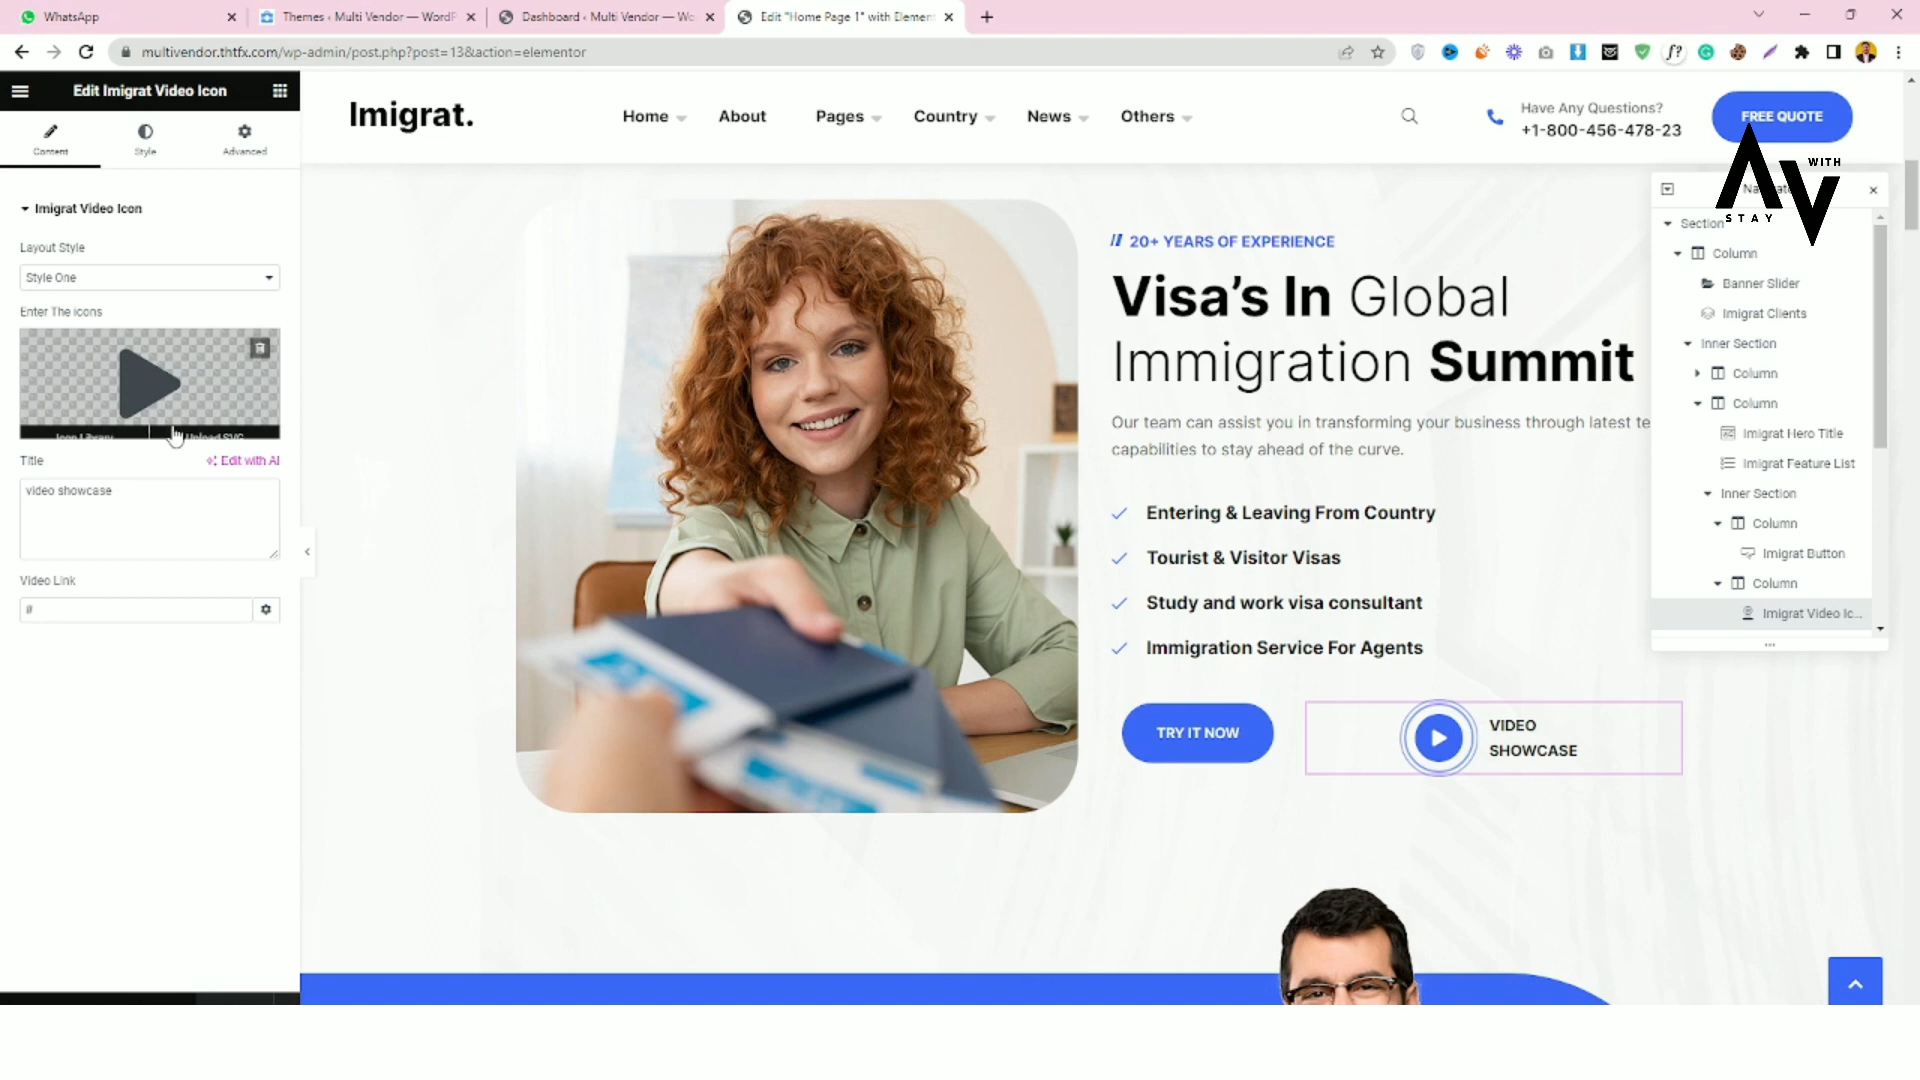 WhatsApp
Themes ‹ Multi Vendor — WordP
Dashboard ‹ Multi Vendor — Wo
Edit "Home Page 1" with Elemen
multivendor.thtfx.com/wp-admin/post.php?post=13&action=elementor
Edit Imigrat Video Icon
Content
Style
Advanced
Imigrat Video Icon
Layout Style
Style One
Enter The icons
Icon Library
Upload SVG
Title
Edit with AI
video showcase
Video Link
#
Imigrat.
Home
About
Pages
Country
News
Others
Have Any Questions?
+1-800-456-478-23
FREE QUOTE
WITH
STAY
20+ YEARS OF EXPERIENCE
Visa’s In Global
Immigration Summit
Our team can assist you in transforming your business through latest te
capabilities to stay ahead of the curve.
Entering & Leaving From Country
Tourist & Visitor Visas
Study and work visa consultant
Immigration Service For Agents
TRY IT NOW
VIDEO
SHOWCASE
Section
Column
Banner Slider
Imigrat Clients
Inner Section
Column
Column
Imigrat Hero Title
Imigrat Feature List
Inner Section
Column
Imigrat Button
Column
Imigrat Video Ic...